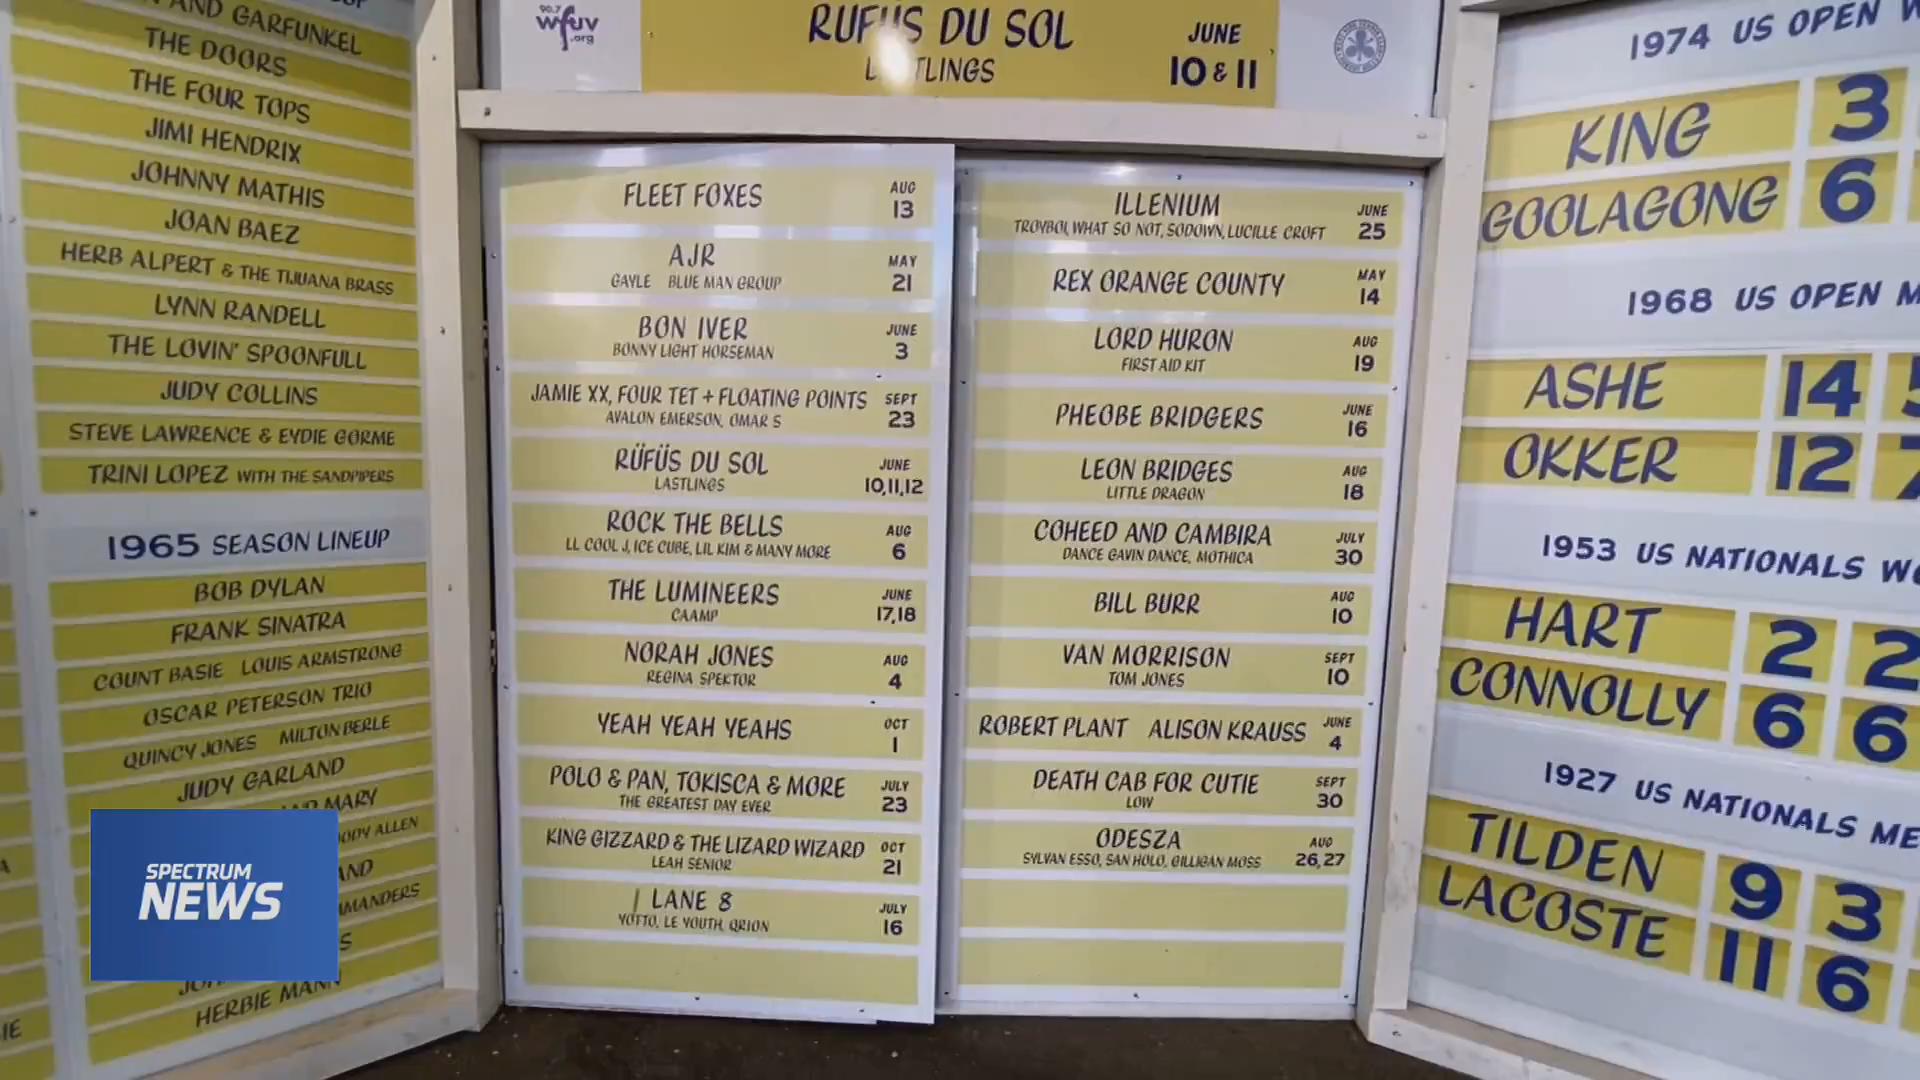 AND GARFUNKEL
THE DOORS
THE FOUR TOPS
JIMI HENDRIX
JOHNNY MATHIS
JOAN BAEZ
HERB ALPERT & THE TIJUANA BRASS
LYNN RANDELL
THE LOVIN' SPOONFULL
JUDY COLLINS
STEVE LAWRENCE & EYDIE GORME
TRINI LOPEZ WITH THE SANDPIPERS
1965 SEASON LINEUP
BOB DYLAN
FRANK SINATRA
COUNT BASIE LOUIS ARMSTRONG
OSCAR PETERSON TRIO
QUINCY JONES MILTON BERLE
JUDY GARLAND
MARY
ALLEN
HERBIE MANN
SPECTRUM
NEWS
90.7
wfuv
.org
RÜFÜS DU SOL
LASTLINGS
JUNE
10 & 11
FLEET FOXES AUG 13
AJR MAY 21
GAYLE BLUE MAN GROUP
BON IVER JUNE 3
BONNY LIGHT HORSEMAN
JAMIE XX, FOUR TET + FLOATING POINTS SEPT 23
AVALON EMERSON, OMAR S
RÜFÜS DU SOL JUNE 10,11,12
LASTLINGS
ROCK THE BELLS AUG 6
LL COOL J, ICE CUBE, LIL KIM & MANY MORE
THE LUMINEERS JUNE 17,18
CAAMP
NORAH JONES AUG 4
REGINA SPEKTOR
YEAH YEAH YEAHS OCT 1
POLO & PAN, TOKISCA & MORE JULY 23
THE GREATEST DAY EVER
KING GIZZARD & THE LIZARD WIZARD OCT 21
LEAH SENIOR
LANE 8 JULY 16
YOTTO, LE YOUTH, QRION
ILLENIUM JUNE 25
TROYBOI, WHAT SO NOT, SODOWN, LUCILLE CROFT
REX ORANGE COUNTY MAY 14
LORD HURON AUG 19
FIRST AID KIT
PHEOBE BRIDGERS JUNE 16
LEON BRIDGES AUG 18
LITTLE DRAGON
COHEED AND CAMBIRA JULY 30
DANCE GAVIN DANCE, MOTHICA
BILL BURR AUG 10
VAN MORRISON SEPT 10
TOM JONES
ROBERT PLANT ALISON KRAUSS JUNE 4
DEATH CAB FOR CUTIE SEPT 30
LOW
ODESZA AUG 26,27
SYLVAN ESSO, SAN HOLO, GILLIGAN MOSS
1974 US OPEN W
KING 3
GOOLAGONG 6
1968 US OPEN M
ASHE 14 5
OKKER 12 7
1953 US NATIONALS WO
HART 2 2
CONNOLLY 6 6
1927 US NATIONALS ME
TILDEN 9 3
LACOSTE 11 6